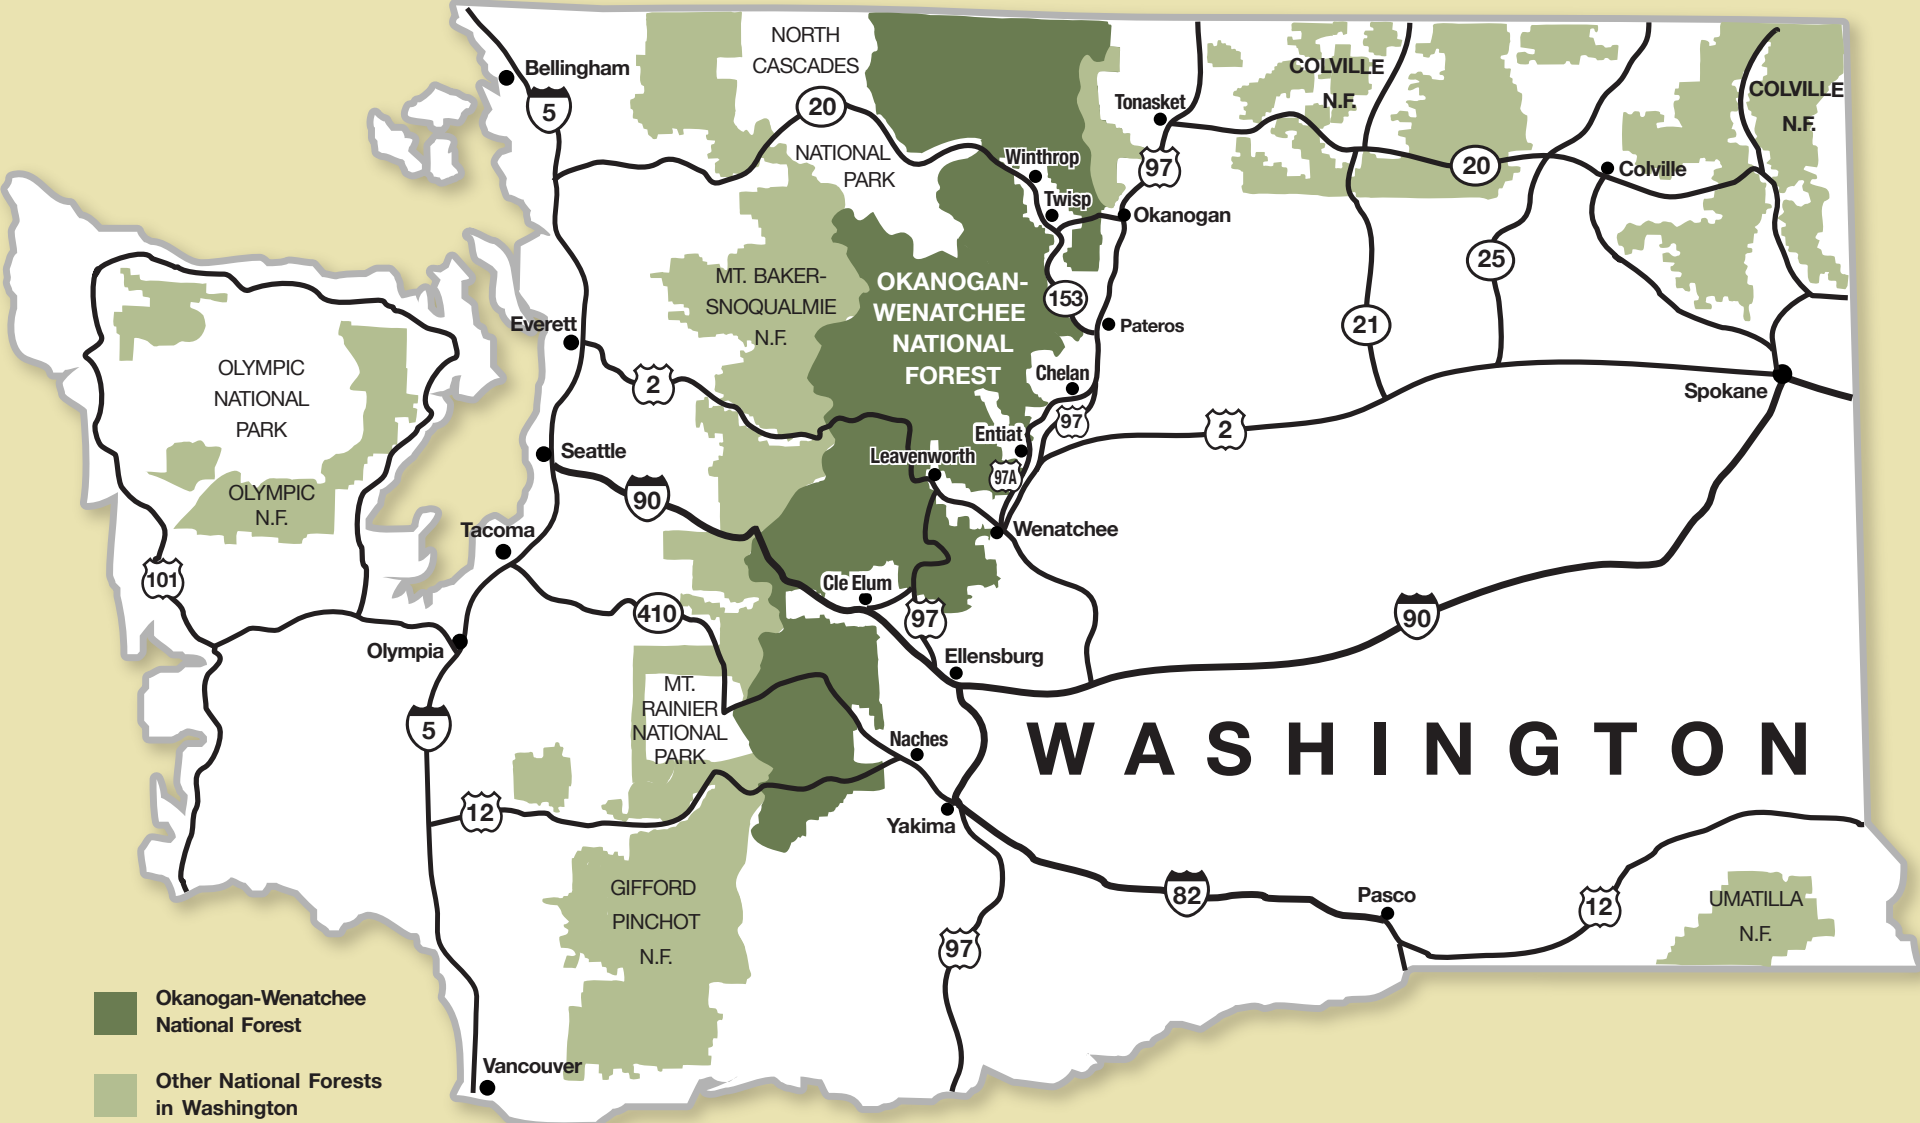 NORTH
CASCADES
NATIONAL
PARK
Bellingham
5
20
COLVILLE
N.F.
COLVILLE
N.F.
Tonasket
97
Winthrop
Twisp
Okanogan
20
Colville
MT. BAKER-
SNOQUALMIE
N.F.
OKANOGAN-
WENATCHEE
NATIONAL
FOREST
153
Pateros
25
21
Everett
2
Chelan
97
Spokane
OLYMPIC
NATIONAL
PARK
Seattle
Entiat
2
Leavenworth
97A
90
OLYMPIC
N.F.
Tacoma
Wenatchee
101
Cle Elum
410
97
90
Olympia
Ellensburg
5
MT.
RAINIER
NATIONAL
PARK
Naches
WASHINGTON
12
Yakima
GIFFORD
PINCHOT
N.F.
82
Pasco
12
UMATILLA
N.F.
97
Okanogan-Wenatchee
National Forest
Vancouver
Other National Forests
in Washington